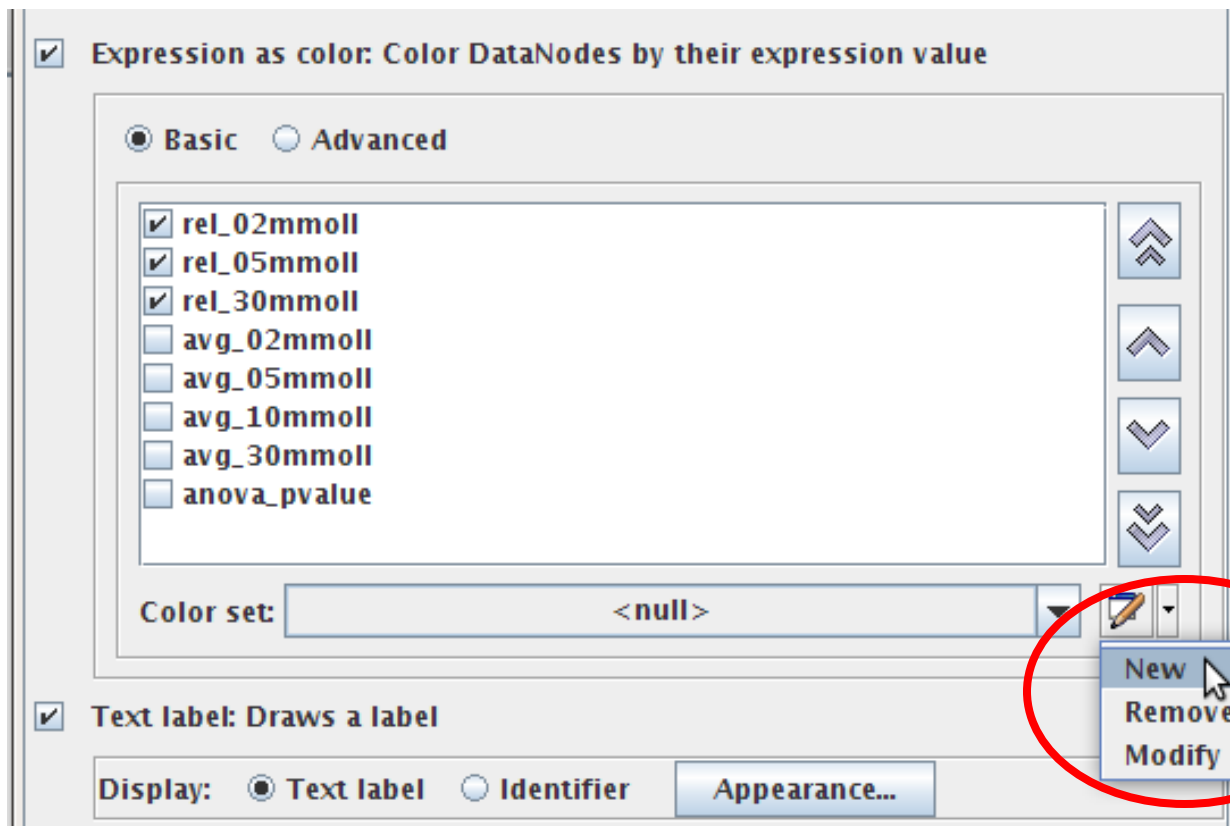 Expression as color: Color DataNodes by their expression value
Basic Advanced
rel_02mmoll
rel_05mmoll
rel_30mmoll
avg_02mmoll
avg_05mmoll
avg_10mmoll
avg_30mmoll
anova_pvalue
Color set: <null>
New
Remove
Modify
Text label: Draws a label
Display: Text label Identifier Appearance...